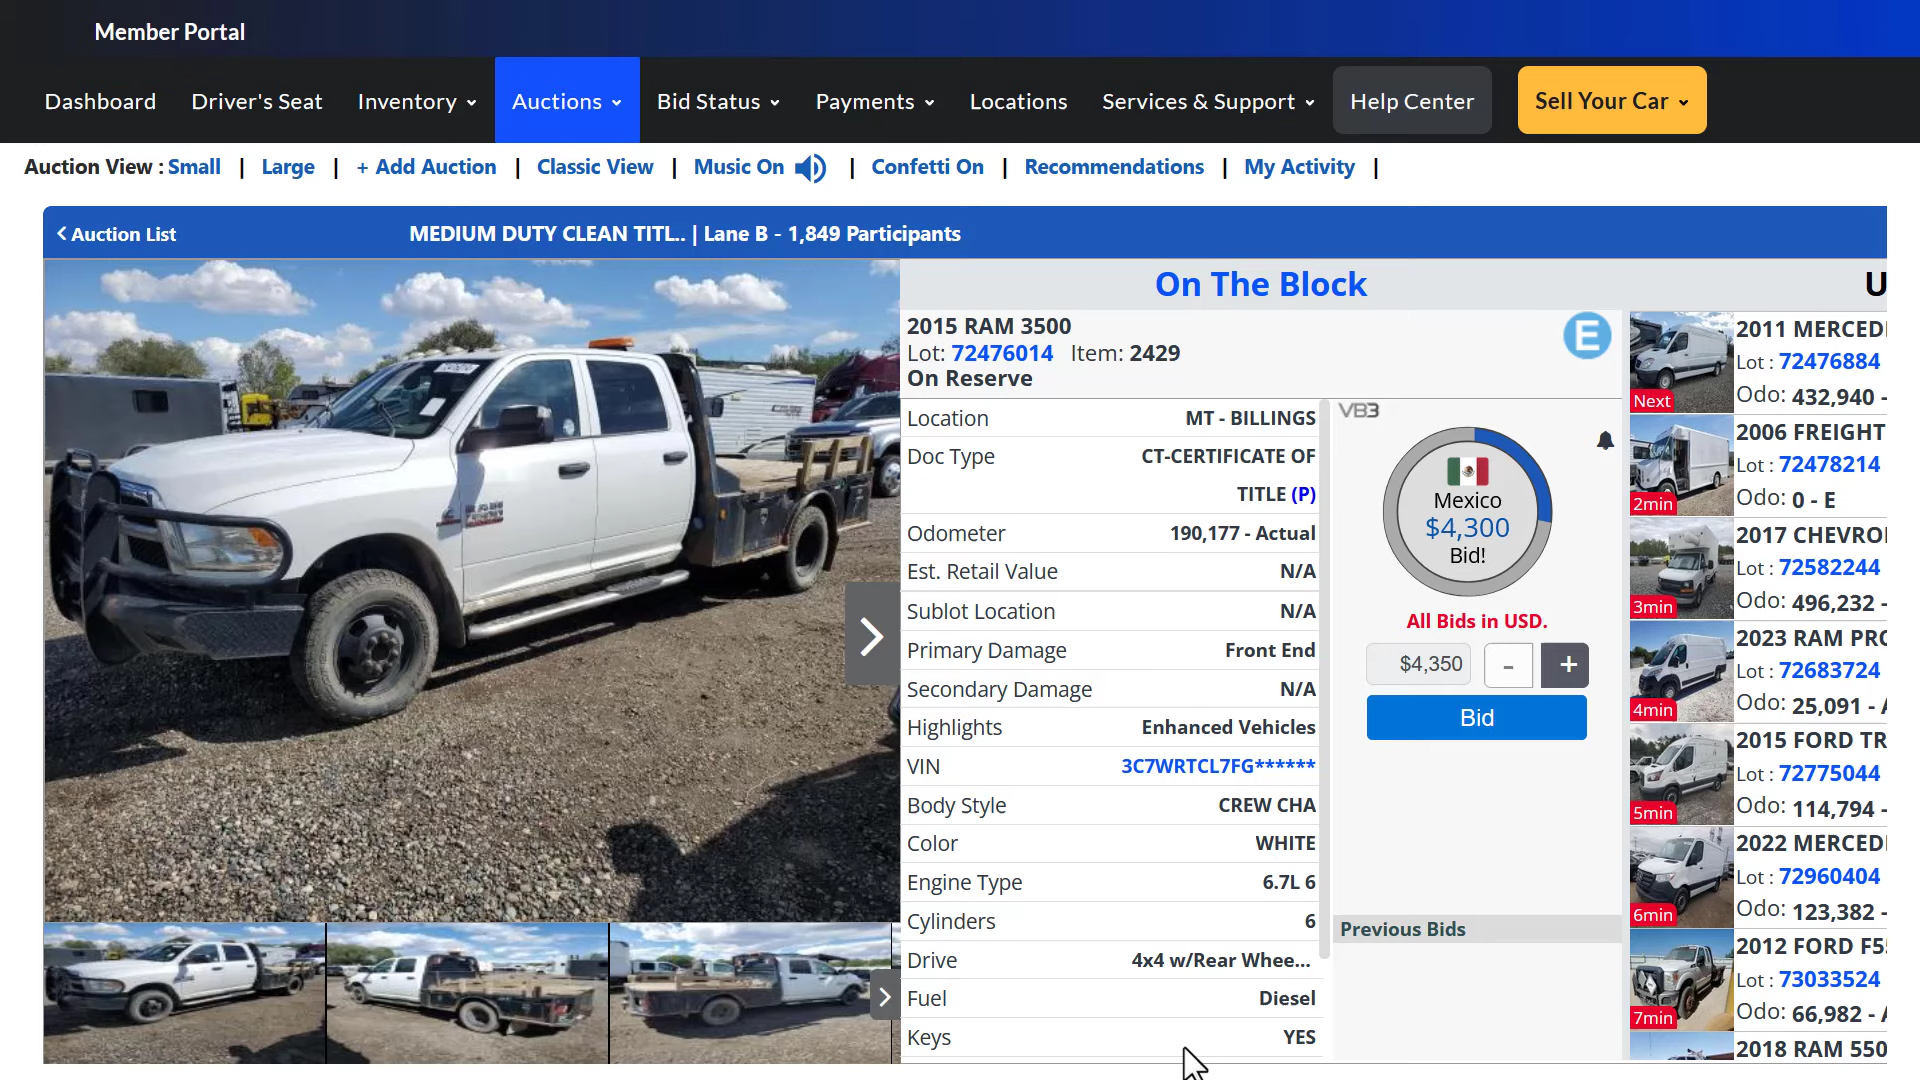 Member Portal
Dashboard
Driver's Seat
Inventory
Auctions
Bid Status
Payments
Locations
Services & Support
Help Center
Sell Your Car
Auction View : Small | Large | + Add Auction | Classic View | Music On | Confetti On | Recommendations | My Activity |
Auction List
MEDIUM DUTY CLEAN TITL.. | Lane B - 1,849 Participants
On The Block
2015 RAM 3500
Lot: 72476014 Item: 2429
On Reserve
E
Location MT - BILLINGS
Doc Type CT-CERTIFICATE OF
TITLE (P)
Odometer 190,177 - Actual
Est. Retail Value N/A
Sublot Location N/A
Primary Damage Front End
Secondary Damage N/A
Highlights Enhanced Vehicles
VIN 3C7WRTCL7FG******
Body Style CREW CHA
Color WHITE
Engine Type 6.7L 6
Cylinders 6
Drive 4x4 w/Rear Whee...
Fuel Diesel
Keys YES
VB3
Mexico
$4,300
Bid!
All Bids in USD.
$4,350 - +
Bid
Previous Bids
U
2011 MERCED
Lot : 72476884
Odo: 432,940 -
Next
2006 FREIGHT
Lot : 72478214
Odo: 0 - E
2min
2017 CHEVRO
Lot : 72582244
Odo: 496,232 -
3min
2023 RAM PRO
Lot : 72683724
Odo: 25,091 - A
4min
2015 FORD TR
Lot : 72775044
Odo: 114,794 -
5min
2022 MERCED
Lot : 72960404
Odo: 123,382 -
6min
2012 FORD F5
Lot : 73033524
Odo: 66,982 - A
7min
2018 RAM 550